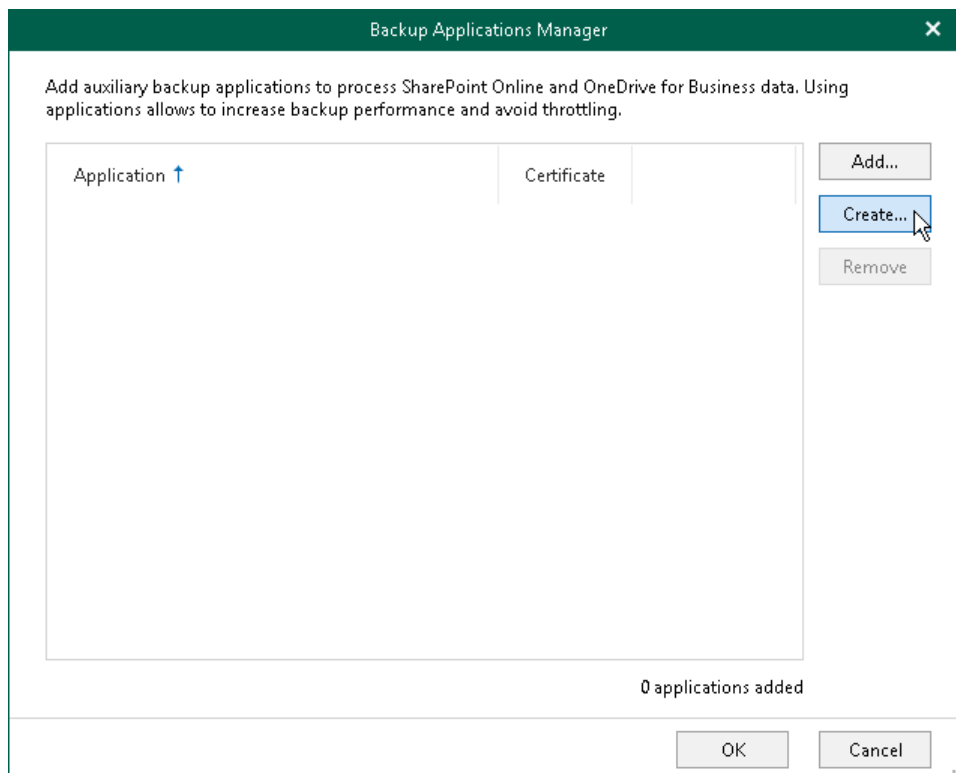 Backup Applications Manager
Add auxiliary backup applications to process SharePoint Online and OneDrive for Business data. Using
applications allows to increase backup performance and avoid throttling.
Application
Certificate
Add...
Create...
Remove
0 applications added
OK
Cancel